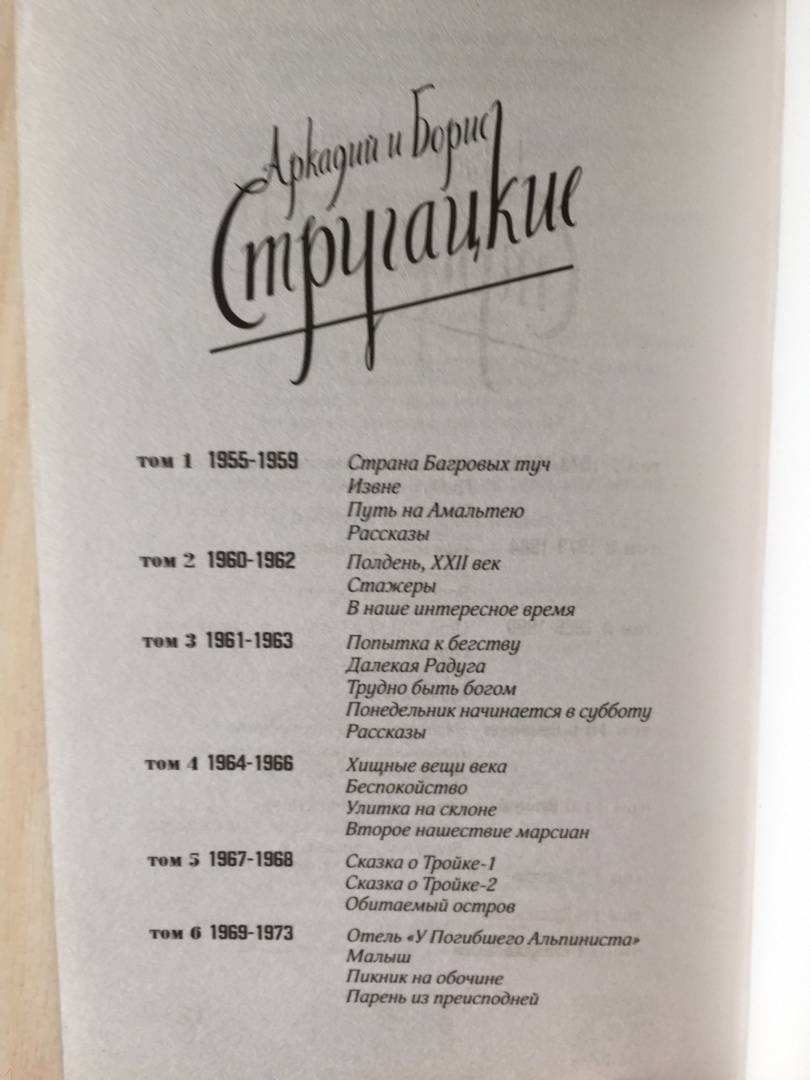 Аркадий и Борис
Стругацкие
том 1 1955-1959 Страна Багровых туч
Извне
Путь на Амальтею
Рассказы
том 2 1960-1962 Полдень, XXII век
Стажеры
В наше интересное время
том 3 1961-1963 Попытка к бегству
Далекая Радуга
Трудно быть богом
Понедельник начинается в субботу
Рассказы
том 4 1964-1966 Хищные вещи века
Беспокойство
Улитка на склоне
Второе нашествие марсиан
том 5 1967-1968 Сказка о Тройке-1
Сказка о Тройке-2
Обитаемый остров
том 6 1969-1973 Отель «У Погибшего Альпиниста»
Малыш
Пикник на обочине
Парень из преисподней